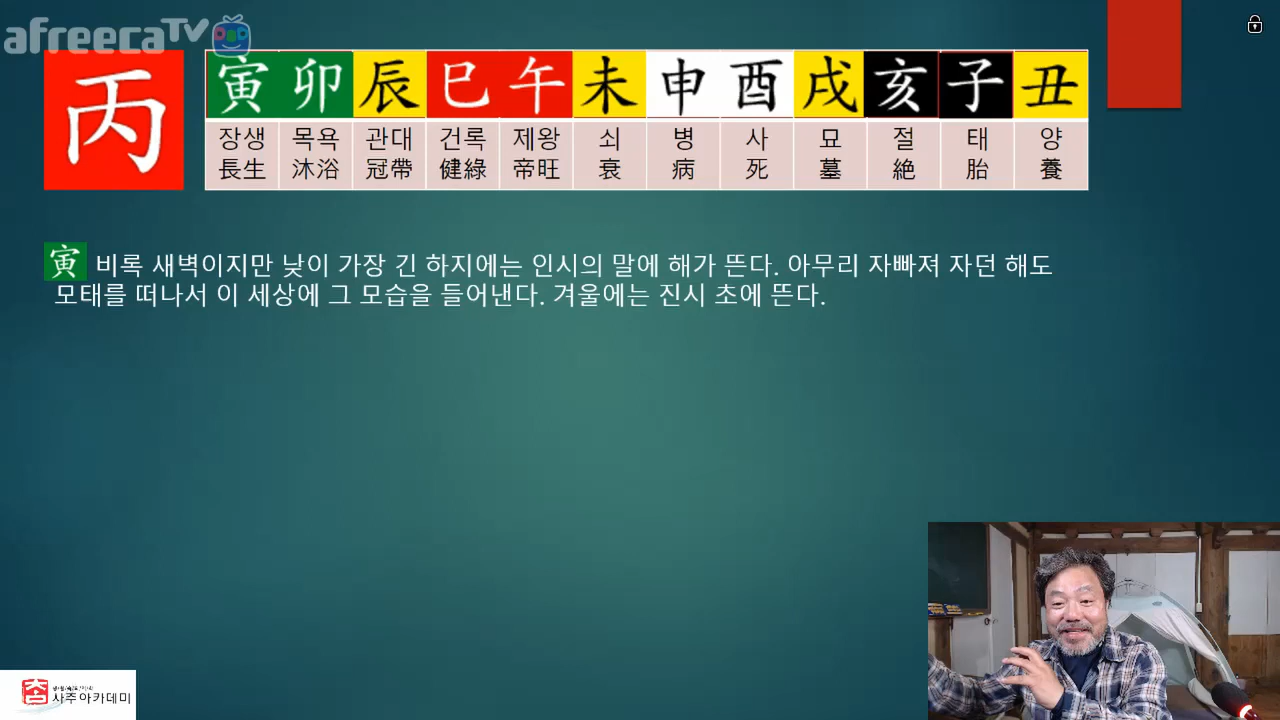 afreecaTV
丙
寅 卯 辰 巳 午 未 申 酉 戌 亥 子 丑
장생 목욕 관대 건록 제왕 쇠 병 사 묘 절 태 양
長生 沐浴 冠帶 健綠 帝旺 衰 病 死 墓 絶 胎 養
寅 비록 새벽이지만 낮이 가장 긴 하지에는 인시의 말에 해가 뜬다. 아무리 자빠져 자던 해도
모태를 떠나서 이 세상에 그 모습을 들어낸다. 겨울에는 진시 초에 뜬다.
사주아카데미